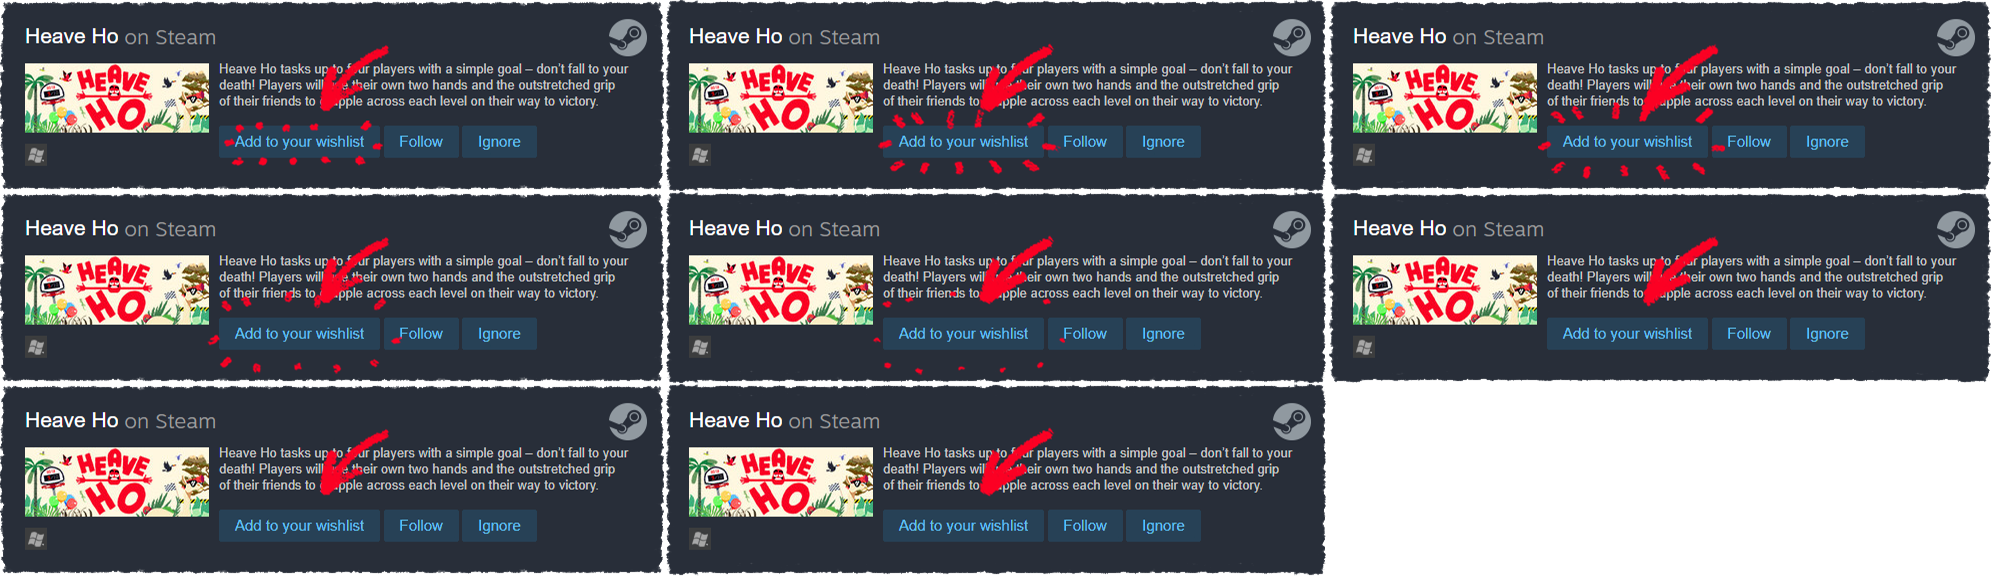 Heave Ho on Steam
HEAVE
HO
Heave Ho tasks up to four players with a simple goal – don't fall to your
death! Players will their own two hands and the outstretched grip
of their friends to grapple across each level on their way to victory.
Add to your wishlist
Follow
Ignore
Heave Ho on Steam
HEAVE
HO
Heave Ho tasks up to four players with a simple goal – don't fall to your
death! Players will their own two hands and the outstretched grip
of their friends to grapple across each level on their way to victory.
Add to your wishlist
Follow
Ignore
Heave Ho on Steam
HEAVE
HO
Heave Ho tasks up to four players with a simple goal – don't fall to your
death! Players will their own two hands and the outstretched grip
of their friends to grapple across each level on their way to victory.
Add to your wishlist
Follow
Ignore
Heave Ho on Steam
HEAVE
HO
Heave Ho tasks up to four players with a simple goal – don't fall to your
death! Players will their own two hands and the outstretched grip
of their friends to grapple across each level on their way to victory.
Add to your wishlist
Follow
Ignore
Heave Ho on Steam
HEAVE
HO
Heave Ho tasks up to four players with a simple goal – don't fall to your
death! Players will their own two hands and the outstretched grip
of their friends to grapple across each level on their way to victory.
Add to your wishlist
Follow
Ignore
Heave Ho on Steam
HEAVE
HO
Heave Ho tasks up to four players with a simple goal – don't fall to your
death! Players will their own two hands and the outstretched grip
of their friends to grapple across each level on their way to victory.
Add to your wishlist
Follow
Ignore
Heave Ho on Steam
HEAVE
HO
Heave Ho tasks up to four players with a simple goal – don't fall to your
death! Players will their own two hands and the outstretched grip
of their friends to grapple across each level on their way to victory.
Add to your wishlist
Follow
Ignore
Heave Ho on Steam
HEAVE
HO
Heave Ho tasks up to four players with a simple goal – don't fall to your
death! Players will their own two hands and the outstretched grip
of their friends to grapple across each level on their way to victory.
Add to your wishlist
Follow
Ignore